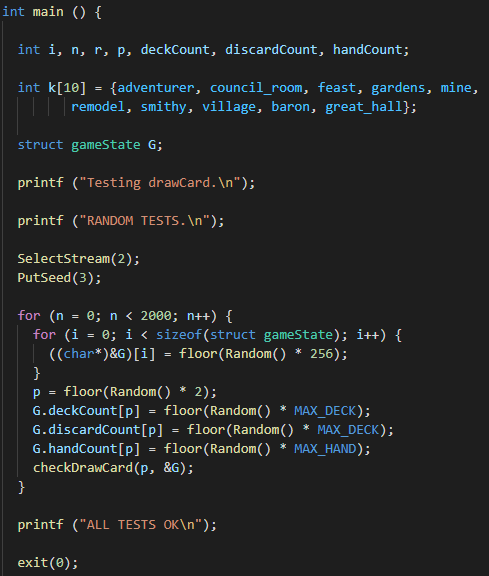 int main () {
int i, n, r, p, deckCount, discardCount, handCount;
int k[10] = {adventurer, council_room, feast, gardens, mine,
remodel, smithy, village, baron, great_hall};
struct gameState G;
printf ("Testing drawCard.\n");
printf ("RANDOM TESTS.\n");
SelectStream(2);
PutSeed(3);
for (n = 0; n < 2000; n++) {
for (i = 0; i < sizeof(struct gameState); i++) {
((char*)&G)[i] = floor(Random() * 256);
}
p = floor(Random() * 2);
G.deckCount[p] = floor(Random() * MAX_DECK);
G.discardCount[p] = floor(Random() * MAX_DECK);
G.handCount[p] = floor(Random() * MAX_HAND);
checkDrawCard(p, &G);
}
printf ("ALL TESTS OK\n");
exit(0);